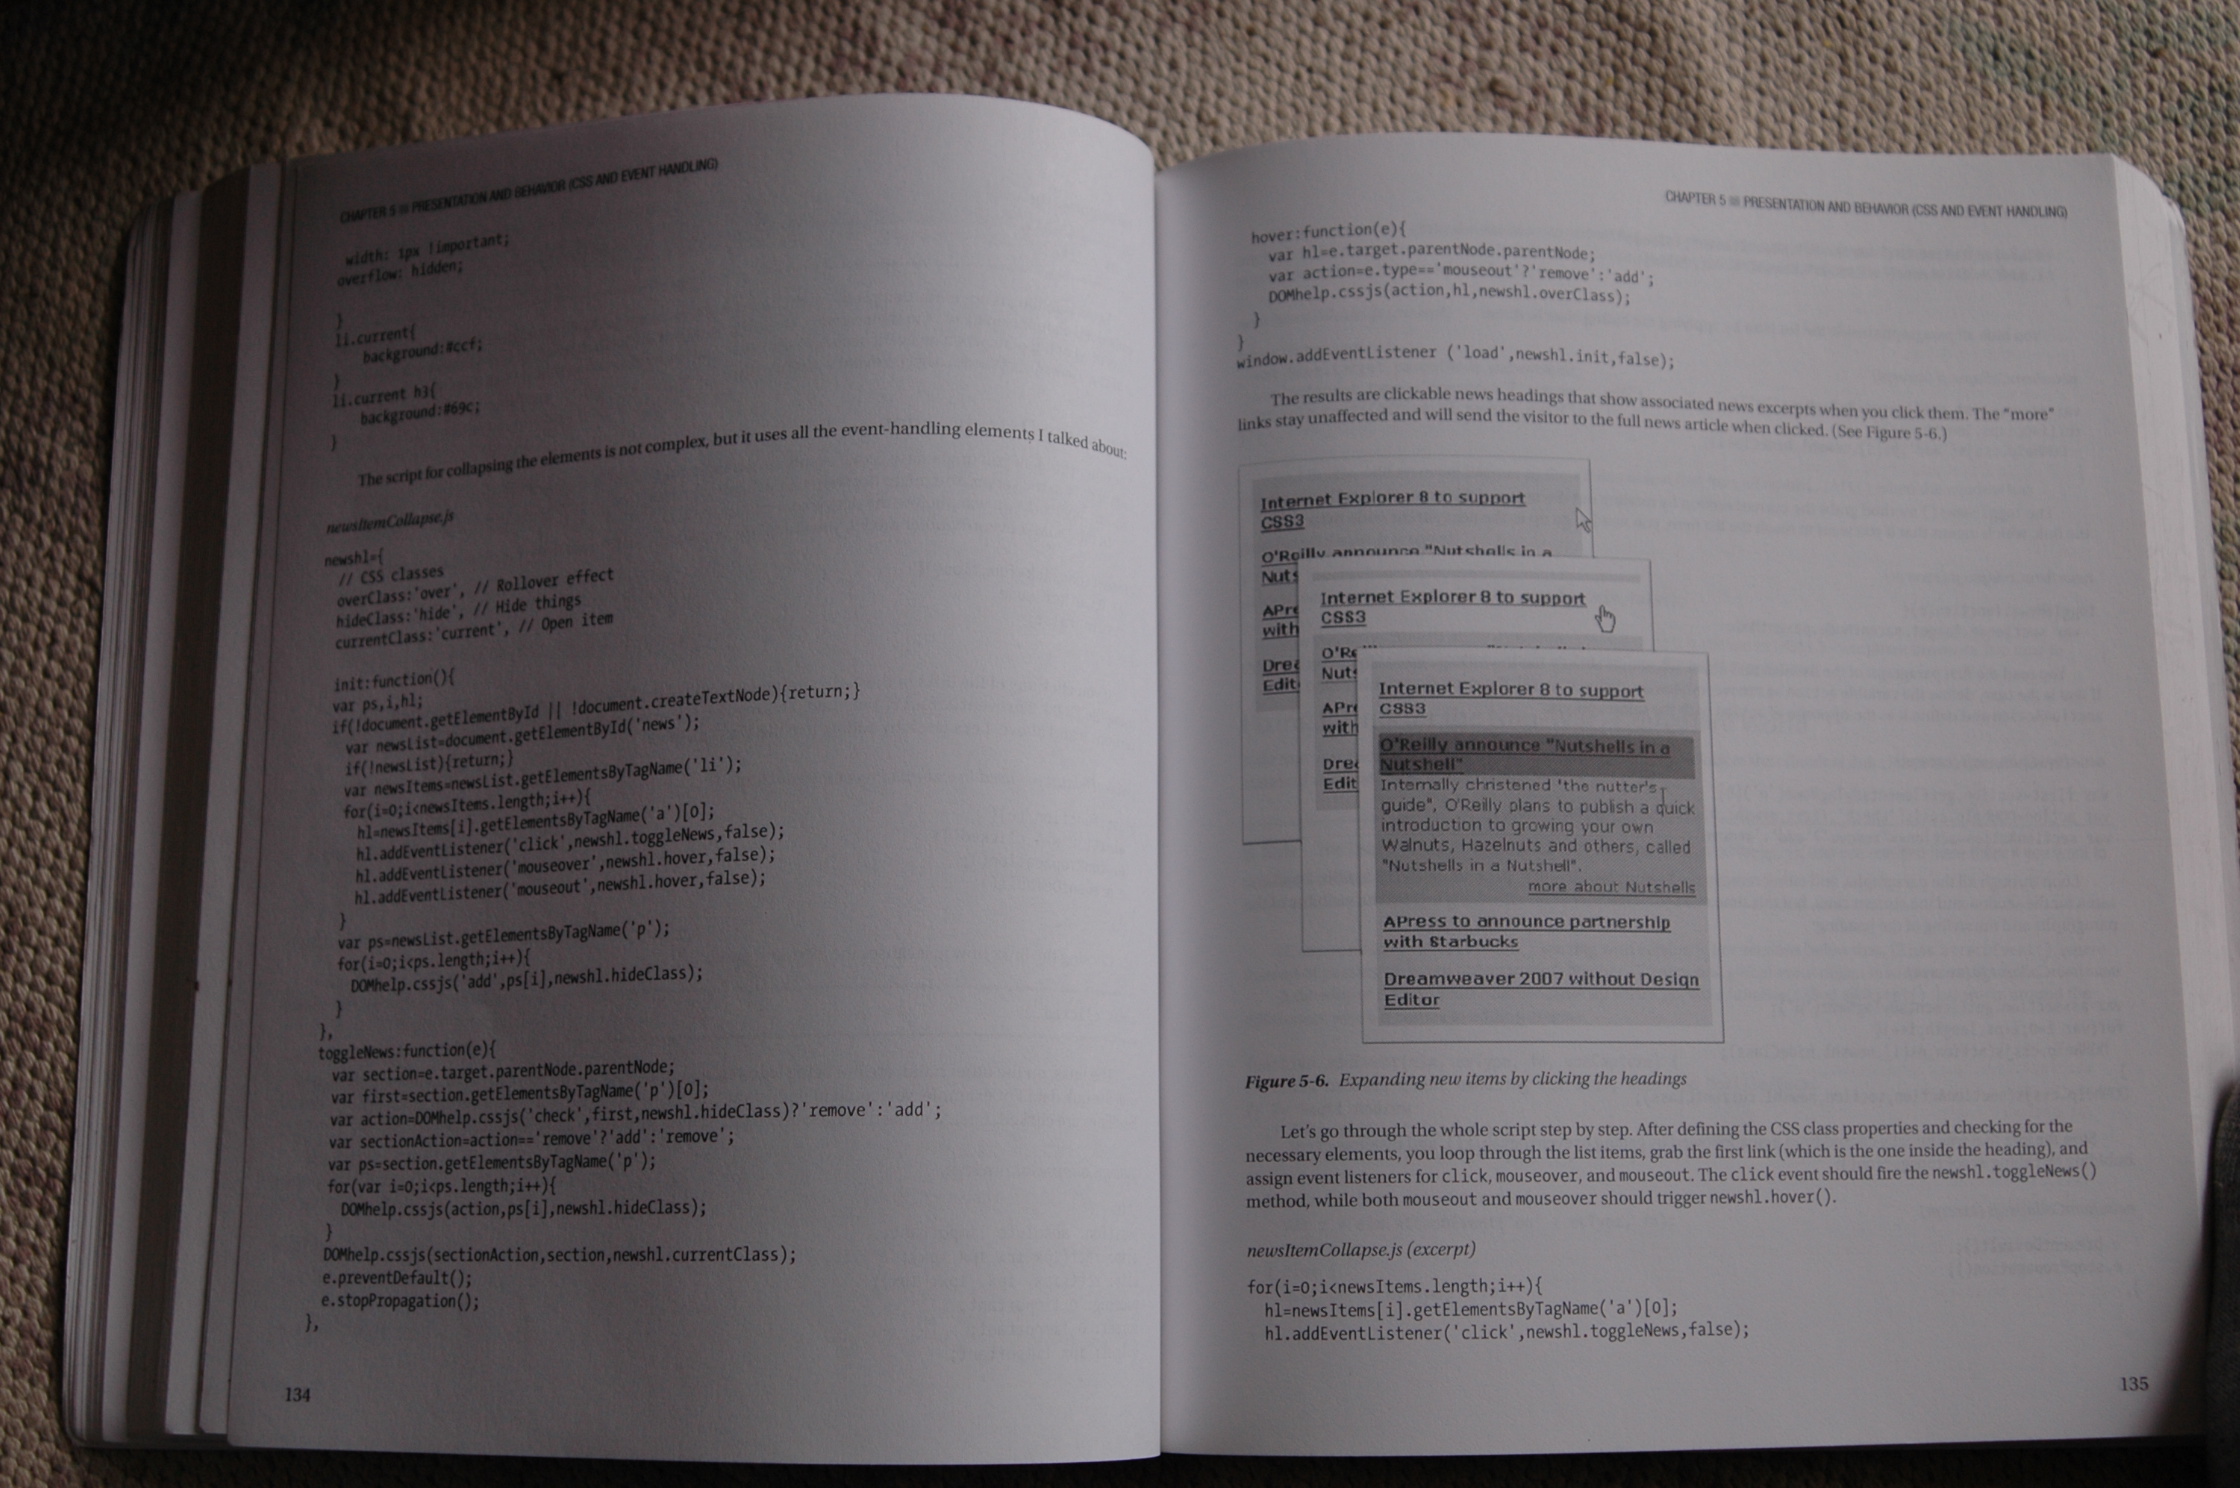 CHAPTER 5 ■ PRESENTATION AND BEHAVIOR (CSS AND EVENT HANDLING)
width: 1px !important;
overflow: hidden;
}
li.current{
background:#ccf;
}
li.current h3{
background:#69c;
}
The script for collapsing the elements is not complex, but it uses all the event-handling elements I talked about:
newsItemCollapse.js
newshl={
// CSS classes
overClass:'over', // Rollover effect
hideClass:'hide', // Hide things
currentClass:'current', // Open item
init:function(){
var ps,i,hl;
if(!document.getElementById || !document.createTextNode){return;}
var newsList=document.getElementById('news');
if(!newsList){return;}
var newsItems=newsList.getElementsByTagName('li');
for(i=0;i<newsItems.length;i++){
hl=newsItems[i].getElementsByTagName('a')[0];
hl.addEventListener('click',newshl.toggleNews,false);
hl.addEventListener('mouseover',newshl.hover,false);
hl.addEventListener('mouseout',newshl.hover,false);
}
var ps=newsList.getElementsByTagName('p');
for(i=0;i<ps.length;i++){
DOMhelp.cssjs('add',ps[i],newshl.hideClass);
}
},
toggleNews:function(e){
var section=e.target.parentNode.parentNode;
var first=section.getElementsByTagName('p')[0];
var action=DOMhelp.cssjs('check',first,newshl.hideClass)?'remove':'add';
var sectionAction=action=='remove'?'add':'remove';
var ps=section.getElementsByTagName('p');
for(var i=0;i<ps.length;i++){
DOMhelp.cssjs(action,ps[i],newshl.hideClass);
}
DOMhelp.cssjs(sectionAction,section,newshl.currentClass);
e.preventDefault();
e.stopPropagation();
},
134
CHAPTER 5 ■ PRESENTATION AND BEHAVIOR (CSS AND EVENT HANDLING)
hover:function(e){
var hl=e.target.parentNode.parentNode;
var action=e.type=='mouseout'?'remove':'add';
DOMhelp.cssjs(action,hl,newshl.overClass);
}
}
window.addEventListener ('load',newshl.init,false);
The results are clickable news headings that show associated news excerpts when you click them. The "more"
links stay unaffected and will send the visitor to the full news article when clicked. (See Figure 5-6.)
Internet Explorer 8 to support
CSS3
O'Reilly announce "Nutshells in a
Nuts
APr
with
Drea
Edit
Internet Explorer 8 to support
CSS3
O'Re
Nuts
APr
with
Drea
Edit
Internet Explorer 8 to support
CSS3
O'Reilly announce "Nutshells in a
Nutshell"
Internally christened 'the nutter's
guide", O'Reilly plans to publish a quick
introduction to growing your own
Walnuts, Hazelnuts and others, called
"Nutshells in a Nutshell".
more about Nutshells
APress to announce partnership
with Starbucks
Dreamweaver 2007 without Design
Editor
Figure 5-6. Expanding new items by clicking the headings
Let's go through the whole script step by step. After defining the CSS class properties and checking for the
necessary elements, you loop through the list items, grab the first link (which is the one inside the heading), and
assign event listeners for click, mouseover, and mouseout. The click event should fire the newshl.toggleNews()
method, while both mouseout and mouseover should trigger newshl.hover().
newsItemCollapse.js (excerpt)
for(i=0;i<newsItems.length;i++){
hl=newsItems[i].getElementsByTagName('a')[0];
hl.addEventListener('click',newshl.toggleNews,false);
135